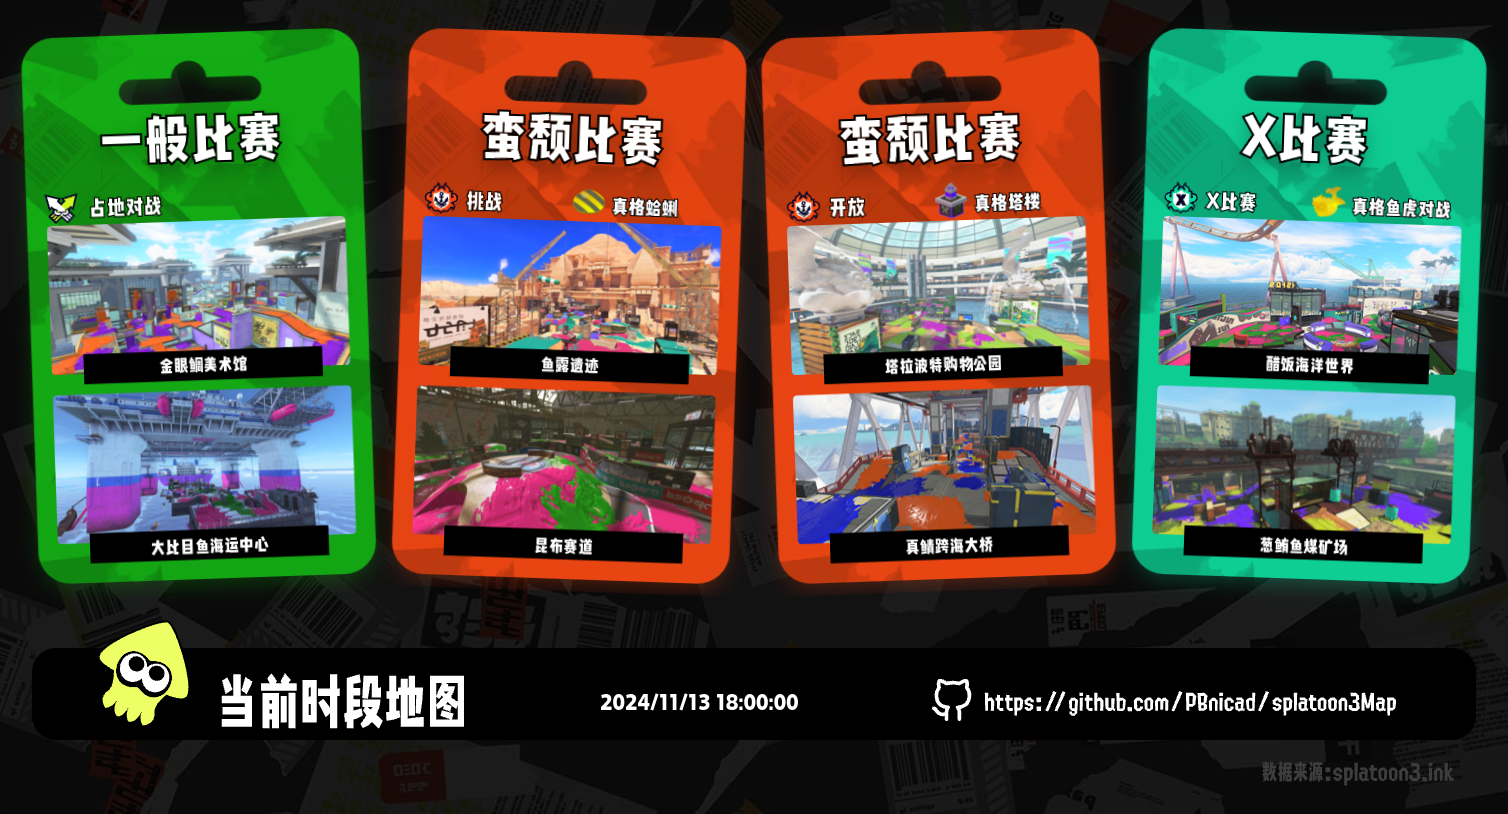 一般比赛
占地对战
金眼鲷美术馆
大比目鱼海运中心
蛮颓比赛
挑战
真格蛤蜊
鱼露遗迹
昆布赛道
蛮颓比赛
开放
真格塔楼
塔拉波特购物公园
真鲭跨海大桥
X比赛
X比赛
真格鱼虎对战
醋饭海洋世界
葱鲔鱼煤矿场
当前时段地图
2024/11/13 18:00:00
https://github.com/PBnicad/splatoon3Map
数据来源:splatoon3.ink